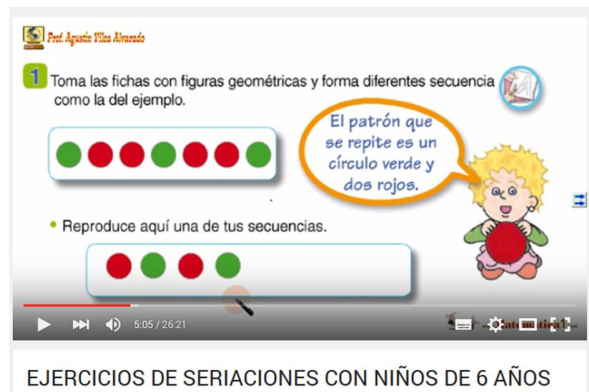 Prof. Agustín Vilca Alvarado
1 Toma las fichas con figuras geométricas y forma diferentes secuencia
como la del ejemplo.
El patrón que
se repite es un
círculo verde y
dos rojos.
• Reproduce aquí una de tus secuencias.
5:05 / 26:21
EJERCICIOS DE SERIACIONES CON NIÑOS DE 6 AÑOS